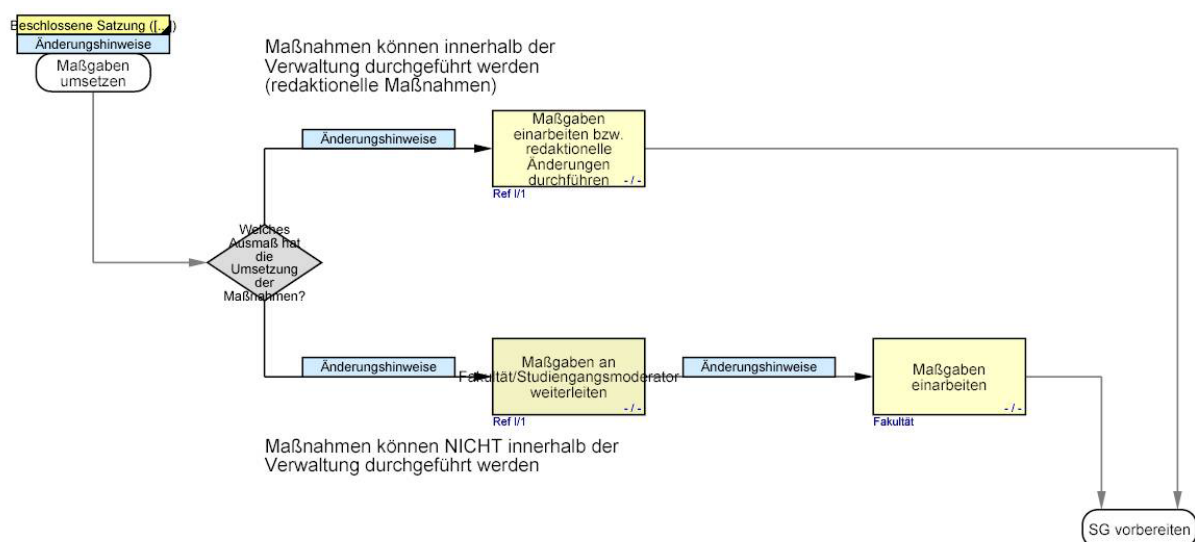 Beschlossene Satzung ([...])
Änderungshinweise
Maßgaben
umsetzen
Maßnahmen können innerhalb der
Verwaltung durchgeführt werden
(redaktionelle Maßnahmen)
Änderungshinweise
Maßgaben
einarbeiten bzw.
redaktionelle
Änderungen
durchführen
- / -
Ref I/1
Welches
Ausmaß hat
die
Umsetzung
der
Maßnahmen?
Änderungshinweise
Maßgaben an
Fakultät/Studiengangsmoderator
weiterleiten
- / -
Ref I/1
Änderungshinweise
Maßgaben
einarbeiten
- / -
Fakultät
Maßnahmen können NICHT innerhalb der
Verwaltung durchgeführt werden
SG vorbereiten